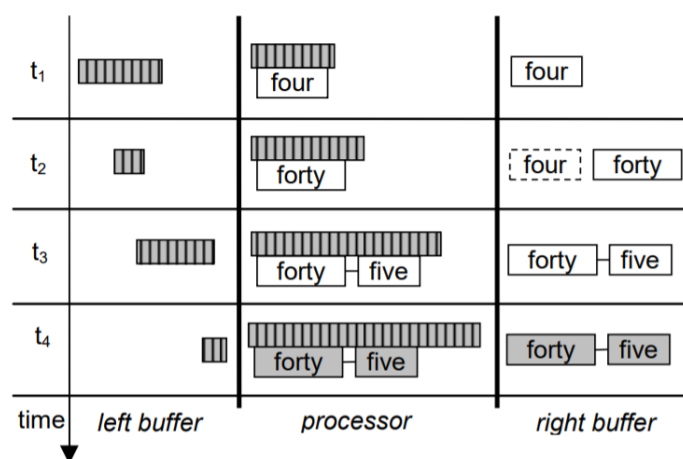 t1 four four
t2 forty four forty
t3 forty five forty five
t4 forty five forty five
time left buffer processor right buffer